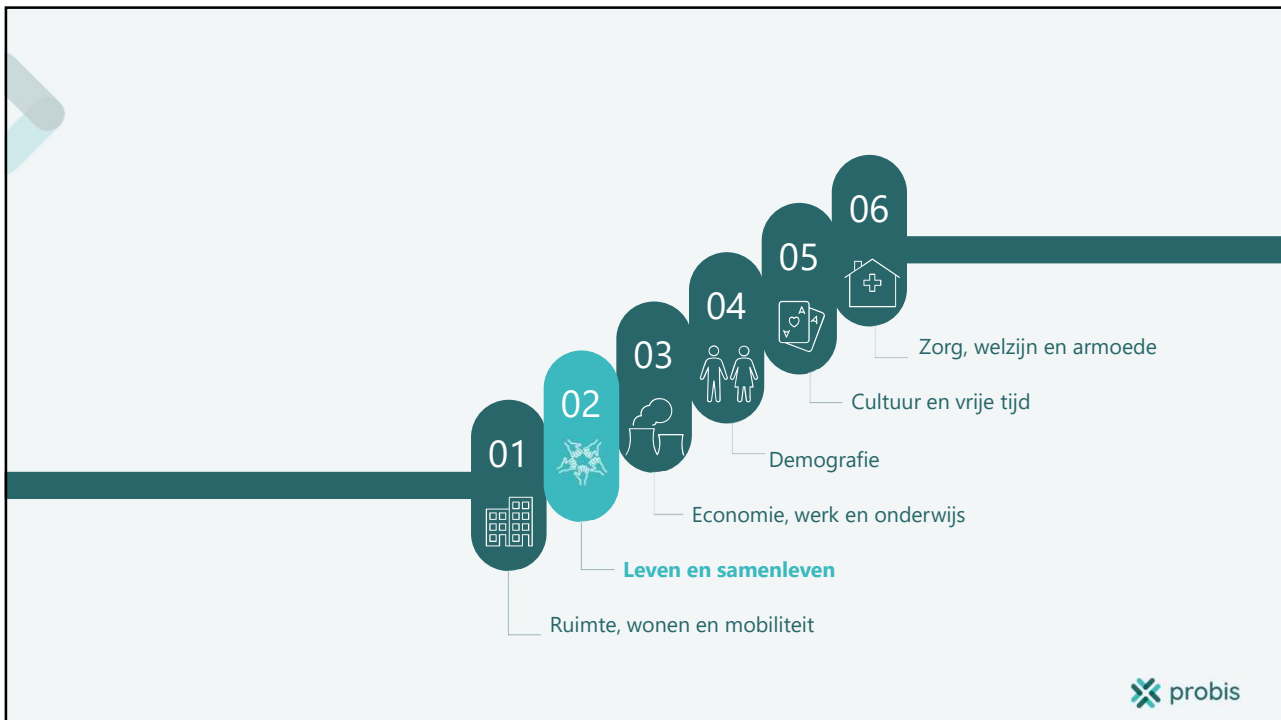 01
Ruimte, wonen en mobiliteit
02
Leven en samenleven
03
Economie, werk en onderwijs
04
Demografie
05
A
A
A
Cultuur en vrije tijd
06
Zorg, welzijn en armoede
probis